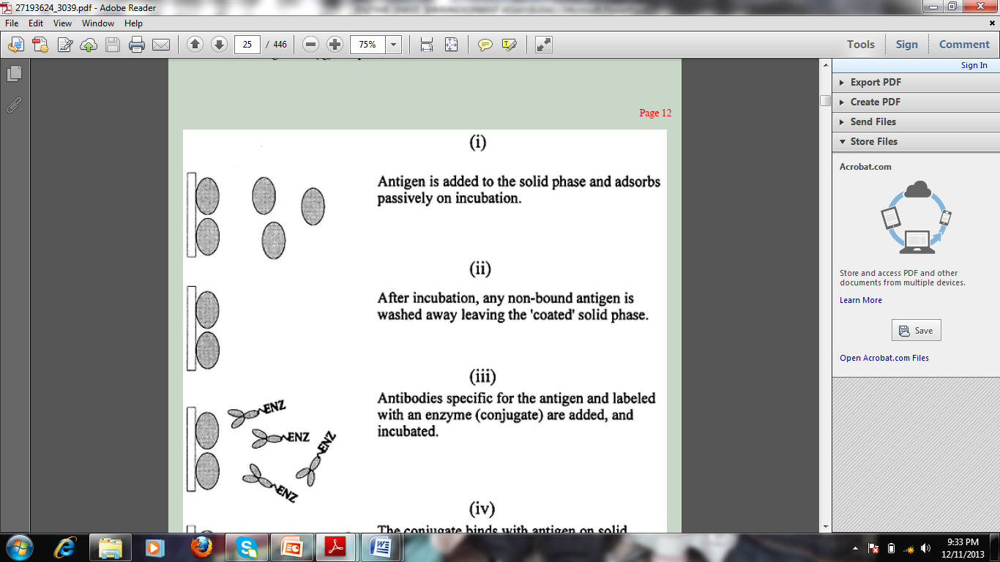 27193624_3039.pdf - Adobe Reader
File Edit View Window Help
25 / 446
75%
Tools Sign Comment
Sign In
Export PDF
Create PDF
Send Files
Store Files
Acrobat.com
Store and access PDF and other
documents from multiple devices.
Learn More
Save
Open Acrobat.com Files
Page 12
(i)
Antigen is added to the solid phase and adsorbs
passively on incubation.
(ii)
After incubation, any non-bound antigen is
washed away leaving the 'coated' solid phase.
(iii)
Antibodies specific for the antigen and labeled
with an enzyme (conjugate) are added, and
incubated.
ENZ
ENZ
ENZ
ENZ
(iv)
The conjugate binds with antigen on solid
9:33 PM
12/11/2013